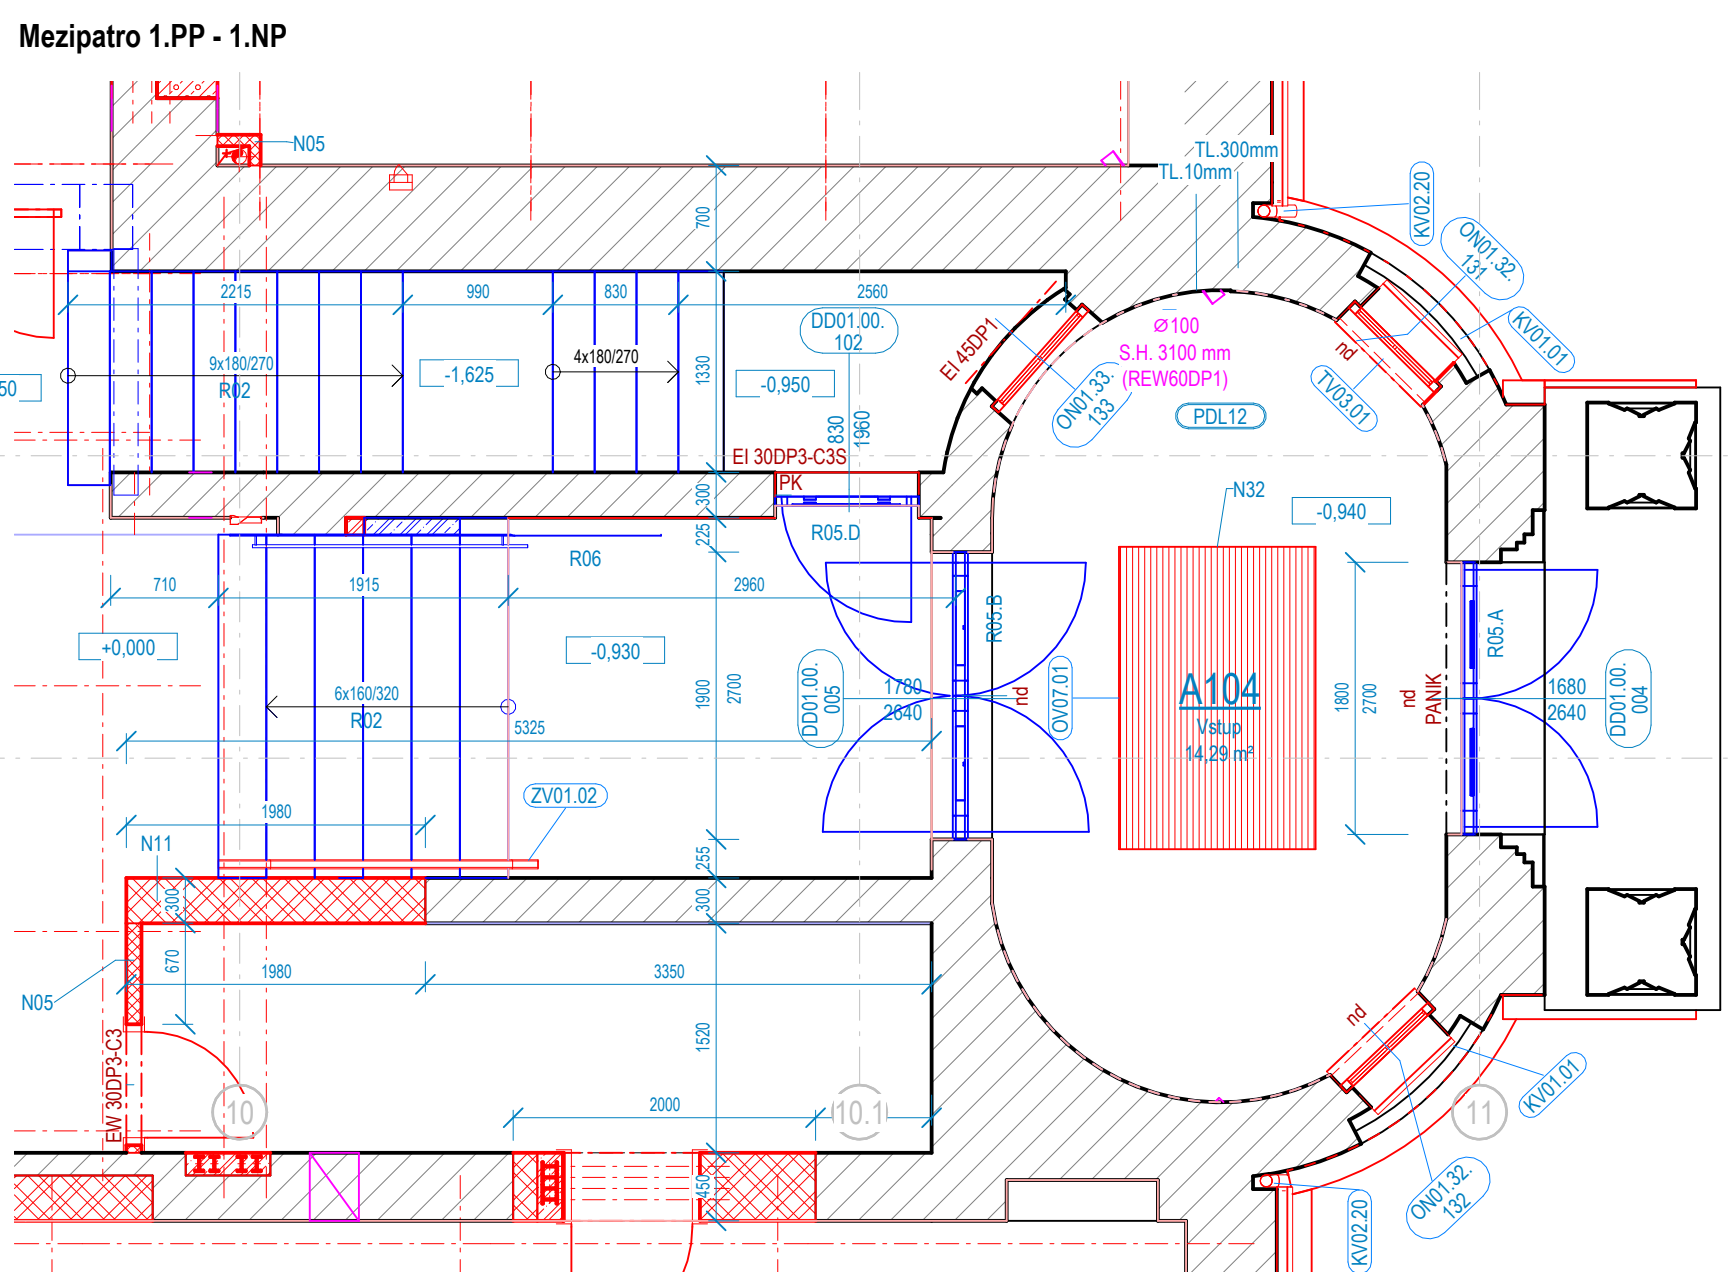 Mezipatro 1.PP - 1.NP
N05
TL.300mm
TL.10mm
KV02.20
ON01.32.
131
KV01.01
TV03.01
nd
700
2215
990
830
2560
DD01.00.
102
EI 45DP1
Ø100
S.H. 3100 mm
(REW60DP1)
ON01.33.
133
PDL12
9x180/270
R02
-1,625
4x180/270
1330
-0,950
50
830
1960
EI 30DP3-C3S
PK
300
225
R05.D
N32
-0,940
R06
710
1915
2960
R05.B
R05.A
+0,000
-0,930
6x160/320
R02
5325
1900
2700
DD01.00.
005
1780
2640
nd
OV07.01
A104
Vstup
14,29 m²
1800
2700
nd
PANIK
1680
2640
DD01.00.
004
ZV01.02
1980
N11
255
300
300
670
1980
3350
N05
1520
EW 30DP3-C3
10
2000
10.1
11
nd
KV01.01
ON01.32.
132
KV02.20
450